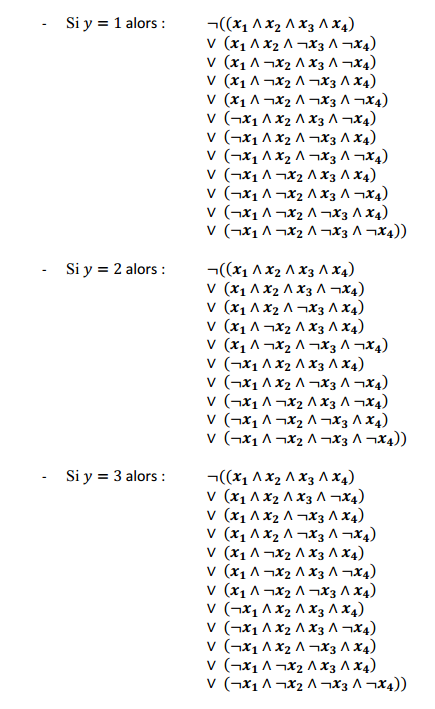 - Si y = 1 alors : ¬((x₁ ∧ x₂ ∧ x₃ ∧ x₄)
∨ (x₁ ∧ x₂ ∧ ¬x₃ ∧ ¬x₄)
∨ (x₁ ∧ ¬x₂ ∧ x₃ ∧ ¬x₄)
∨ (x₁ ∧ ¬x₂ ∧ ¬x₃ ∧ x₄)
∨ (x₁ ∧ ¬x₂ ∧ ¬x₃ ∧ ¬x₄)
∨ (¬x₁ ∧ x₂ ∧ x₃ ∧ ¬x₄)
∨ (¬x₁ ∧ x₂ ∧ ¬x₃ ∧ x₄)
∨ (¬x₁ ∧ x₂ ∧ ¬x₃ ∧ ¬x₄)
∨ (¬x₁ ∧ ¬x₂ ∧ x₃ ∧ x₄)
∨ (¬x₁ ∧ ¬x₂ ∧ x₃ ∧ ¬x₄)
∨ (¬x₁ ∧ ¬x₂ ∧ ¬x₃ ∧ x₄)
∨ (¬x₁ ∧ ¬x₂ ∧ ¬x₃ ∧ ¬x₄))
- Si y = 2 alors : ¬((x₁ ∧ x₂ ∧ x₃ ∧ x₄)
∨ (x₁ ∧ x₂ ∧ x₃ ∧ ¬x₄)
∨ (x₁ ∧ x₂ ∧ ¬x₃ ∧ x₄)
∨ (x₁ ∧ ¬x₂ ∧ x₃ ∧ x₄)
∨ (x₁ ∧ ¬x₂ ∧ ¬x₃ ∧ ¬x₄)
∨ (¬x₁ ∧ x₂ ∧ x₃ ∧ x₄)
∨ (¬x₁ ∧ x₂ ∧ ¬x₃ ∧ ¬x₄)
∨ (¬x₁ ∧ ¬x₂ ∧ x₃ ∧ ¬x₄)
∨ (¬x₁ ∧ ¬x₂ ∧ ¬x₃ ∧ x₄)
∨ (¬x₁ ∧ ¬x₂ ∧ ¬x₃ ∧ ¬x₄))
- Si y = 3 alors : ¬((x₁ ∧ x₂ ∧ x₃ ∧ x₄)
∨ (x₁ ∧ x₂ ∧ x₃ ∧ ¬x₄)
∨ (x₁ ∧ x₂ ∧ ¬x₃ ∧ x₄)
∨ (x₁ ∧ x₂ ∧ ¬x₃ ∧ ¬x₄)
∨ (x₁ ∧ ¬x₂ ∧ x₃ ∧ x₄)
∨ (x₁ ∧ ¬x₂ ∧ x₃ ∧ ¬x₄)
∨ (x₁ ∧ ¬x₂ ∧ ¬x₃ ∧ x₄)
∨ (¬x₁ ∧ x₂ ∧ x₃ ∧ x₄)
∨ (¬x₁ ∧ x₂ ∧ x₃ ∧ ¬x₄)
∨ (¬x₁ ∧ x₂ ∧ ¬x₃ ∧ x₄)
∨ (¬x₁ ∧ ¬x₂ ∧ x₃ ∧ x₄)
∨ (¬x₁ ∧ ¬x₂ ∧ ¬x₃ ∧ ¬x₄))